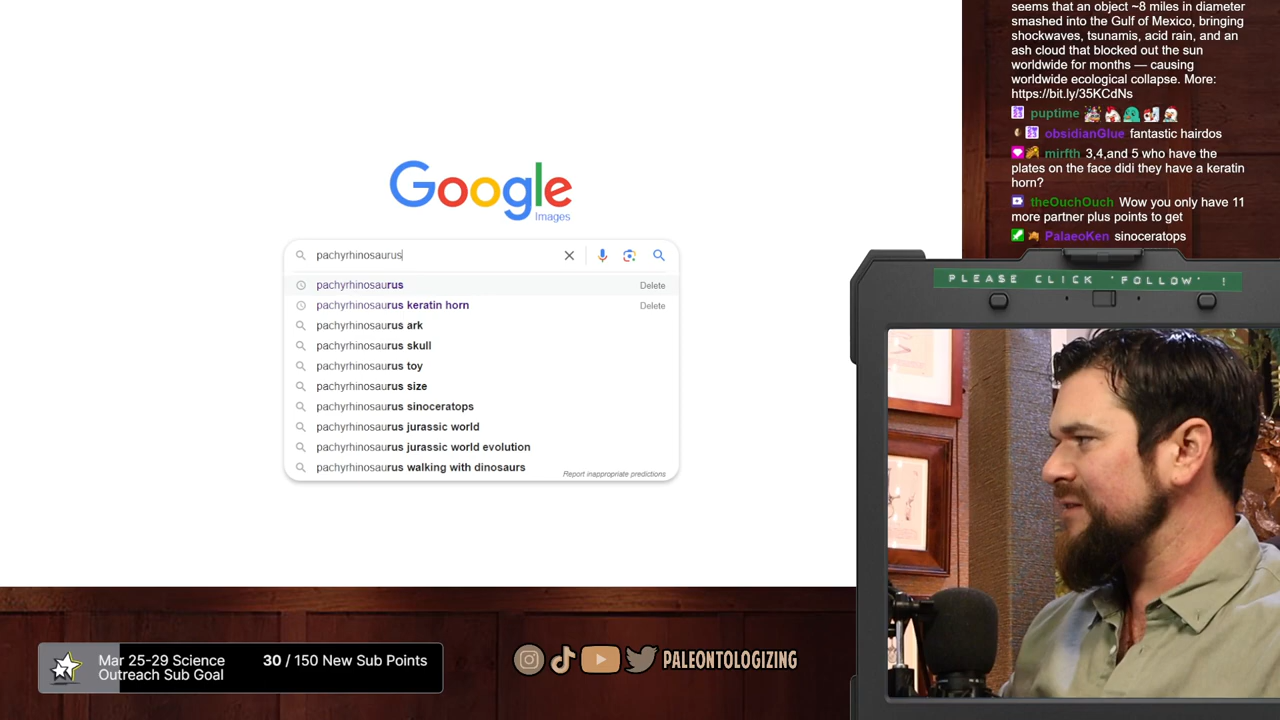 Google
Images
pachyrhinosaurus
pachyrhinosaurus
Delete
pachyrhinosaurus keratin horn
Delete
pachyrhinosaurus ark
pachyrhinosaurus skull
pachyrhinosaurus toy
pachyrhinosaurus size
pachyrhinosaurus sinoceratops
pachyrhinosaurus jurassic world
pachyrhinosaurus jurassic world evolution
pachyrhinosaurus walking with dinosaurs
Report inappropriate predictions
seems that an object ~8 miles in diameter
smashed into the Gulf of Mexico, bringing
shockwaves, tsunamis, acid rain, and an
ash cloud that blocked out the sun
worldwide for months — causing
worldwide ecological collapse. More:
https://bit.ly/35KCdNs
puptime
obsidianGlue fantastic hairdos
mirfth 3,4,and 5 who have the
plates on the face didi they have a keratin
horn?
theOuchOuch Wow you only have 11
more partner plus points to get
PalaeoKen sinoceratops
PLEASE CLICK 'FOLLOW' !
Mar 25-29 Science
Outreach Sub Goal
30 / 150 New Sub Points
PALEONTOLOGIZING